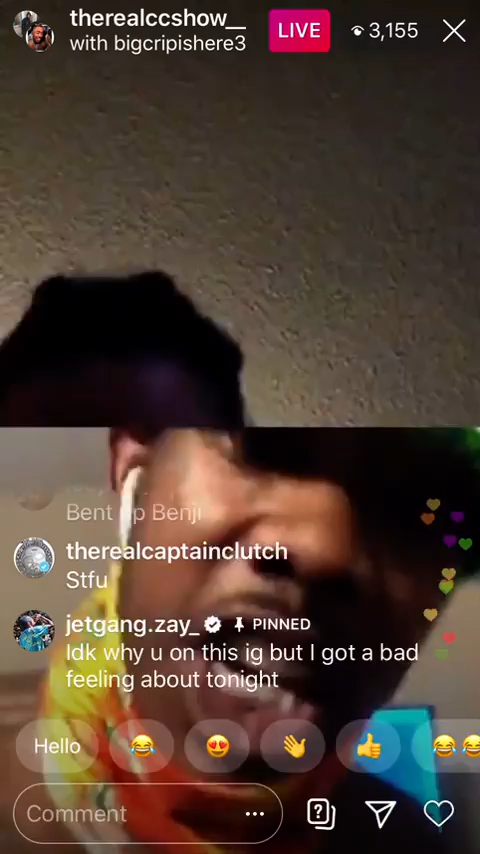 therealccshow__
with bigcripishere3
LIVE
3,155
Bent up Benji
therealcaptainclutch
Stfu
jetgang.zay_ PINNED
Idk why u on this ig but I got a bad
feeling about tonight
Hello
Comment